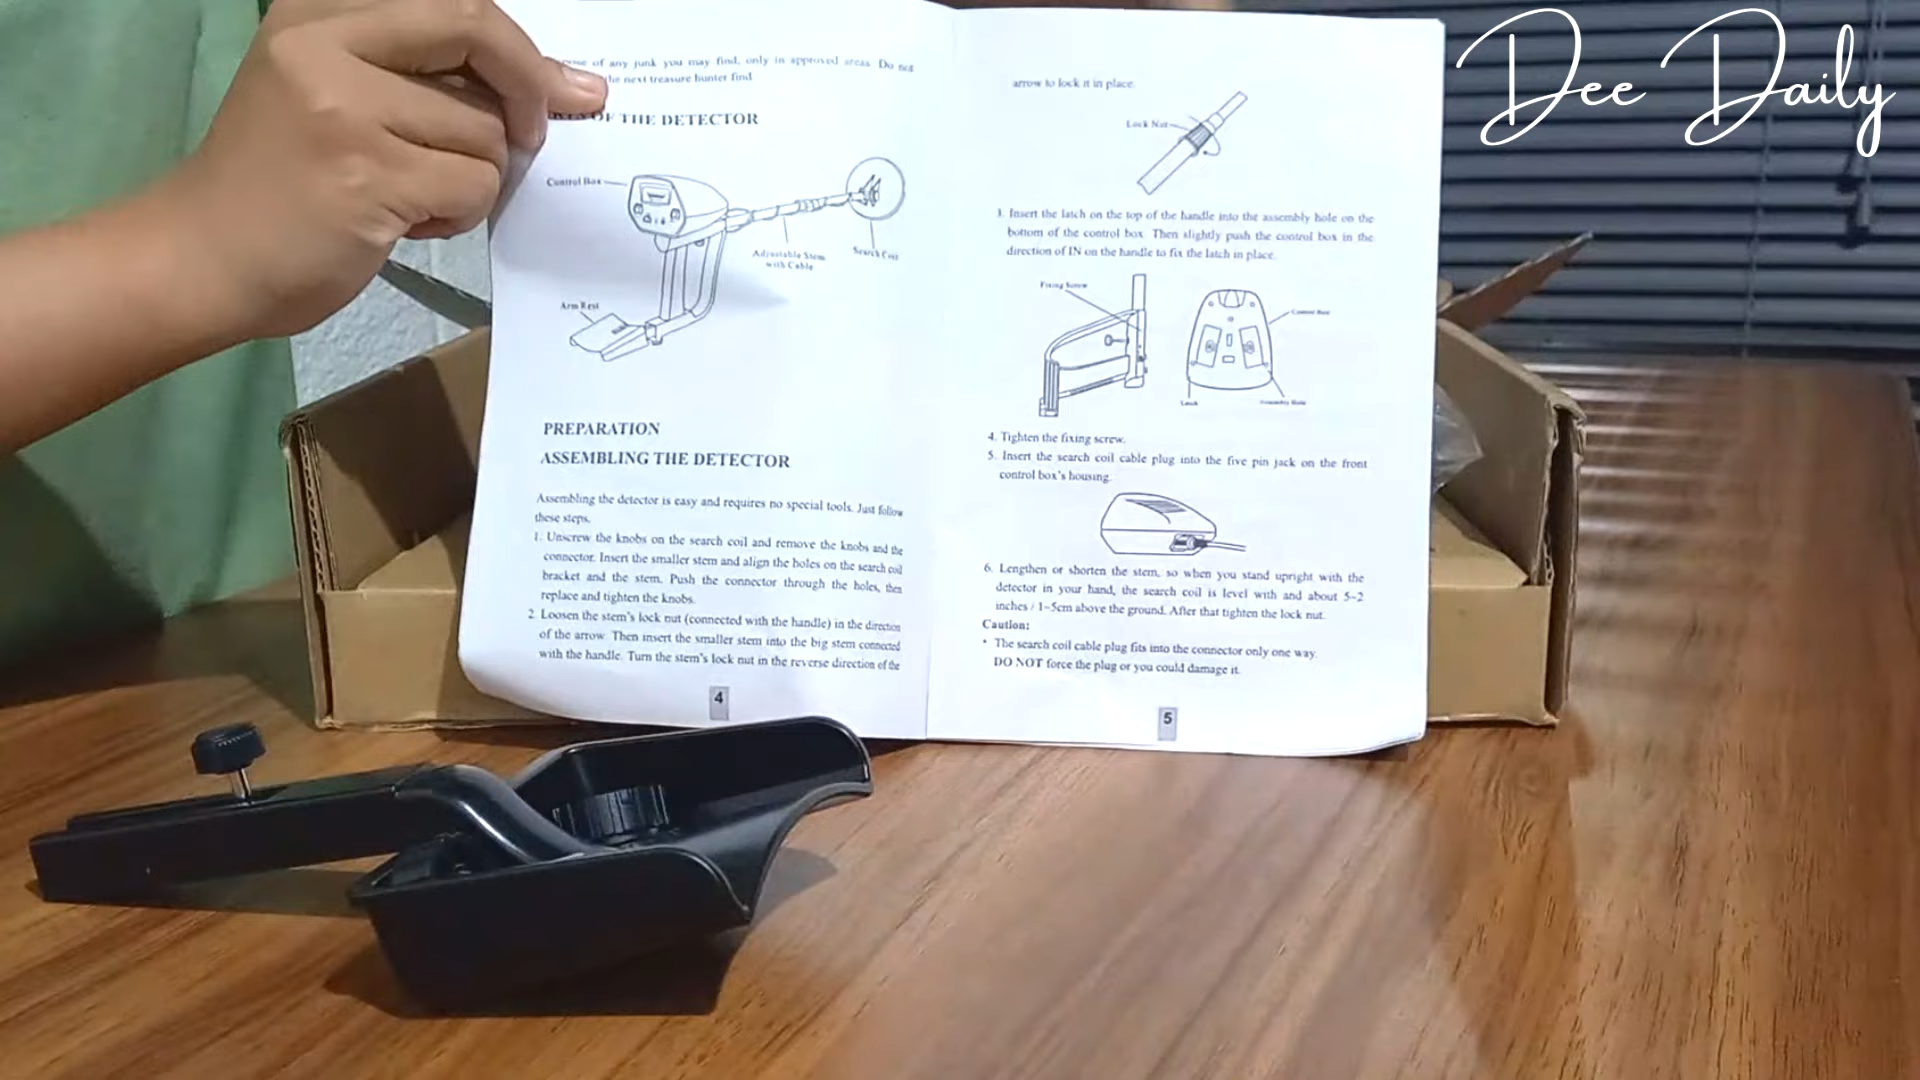 Dee Daily
of any junk you may find, only in approved areas. Do not
the next treasure hunter find.
OF THE DETECTOR
Control Box
Adjustable Stem
with Cable
Search Coil
Arm Rest
PREPARATION
ASSEMBLING THE DETECTOR
Assembling the detector is easy and requires no special tools. Just follow
these steps.
1. Unscrew the knobs on the search coil and remove the knobs and the
connector. Insert the smaller stem and align the holes on the search coil
bracket and the stem. Push the connector through the holes, then
replace and tighten the knobs.
2. Loosen the stem's lock nut (connected with the handle) in the direction
of the arrow. Then insert the smaller stem into the big stem connected
with the handle. Turn the stem's lock nut in the reverse direction of the
4
arrow to lock it in place.
Lock Nut
3. Insert the latch on the top of the handle into the assembly hole on the
bottom of the control box. Then slightly push the control box in the
direction of IN on the handle to fix the latch in place.
Fixing Screw
Control Box
Latch
Assembly Hole
4. Tighten the fixing screw.
5. Insert the search coil cable plug into the five pin jack on the front
control box's housing.
6. Lengthen or shorten the stem, so when you stand upright with the
detector in your hand, the search coil is level with and about 5~2
inches / 1~5cm above the ground. After that tighten the lock nut.
Caution:
* The search coil cable plug fits into the connector only one way.
DO NOT force the plug or you could damage it.
5